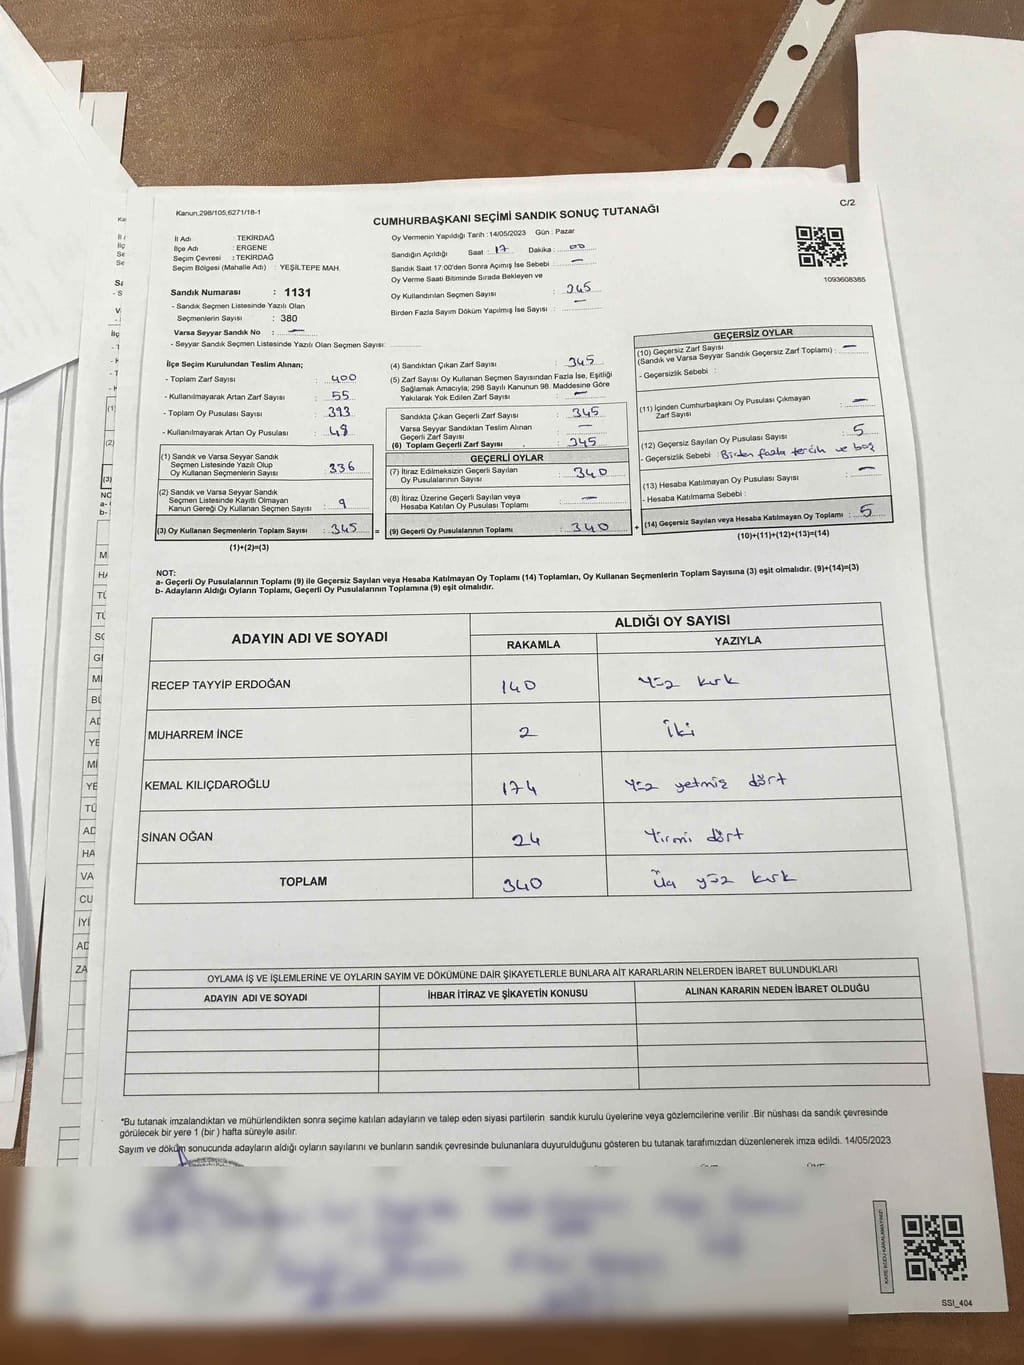 Kanun,298/105,6271/18-1
C/2
CUMHURBAŞKANI SEÇİMİ SANDIK SONUÇ TUTANAĞI
İl Adı : TEKİRDAĞ
İlçe Adı : ERGENE
Seçim Çevresi : TEKİRDAĞ
Seçim Bölgesi (Mahalle Adı) : YEŞİLTEPE MAH.
Sandık Numarası : 1131
- Sandık Seçmen Listesinde Yazılı Olan
Seçmenlerin Sayısı : 380
Varsa Seyyar Sandık No : —
- Seyyar Sandık Seçmen Listesinde Yazılı Olan Seçmen Sayısı:
Oy Vermenin Yapıldığı Tarih :14/05/2023 Gün : Pazar
Sandığın Açıldığı Saat : 17 Dakika : 00
Sandık Saat 17:00'den Sonra Açımış İse Sebebi : —
Oy Verme Saati Bitiminde Sırada Bekleyen ve
Oy Kullandırılan Seçmen Sayısı : 345
Birden Fazla Sayım Döküm Yapılmış İse Sayısı : —
1093608385
İlçe Seçim Kurulundan Teslim Alınan;
- Toplam Zarf Sayısı : 400
- Kullanılmayarak Artan Zarf Sayısı : 55
- Toplam Oy Pusulası Sayısı : 393
- Kullanılmayarak Artan Oy Pusulası : 48
(1) Sandık ve Varsa Seyyar Sandık
Seçmen Listesinde Yazılı Olup
Oy Kullanan Seçmenlerin Sayısı : 336
(2) Sandık ve Varsa Seyyar Sandık
Seçmen Listesinde Kayıtlı Olmayan
Kanun Gereği Oy Kullanan Seçmen Sayısı : 9
(3) Oy Kullanan Seçmenlerin Toplam Sayısı : 345 =
(1)+(2)=(3)
(4) Sandıktan Çıkan Zarf Sayısı : 345
(5) Zarf Sayısı Oy Kullanan Seçmen Sayısından Fazla İse, Eşitliği
Sağlamak Amacıyla; 298 Sayılı Kanunun 98. Maddesine Göre
Yakılarak Yok Edilen Zarf Sayısı : —
Sandıkta Çıkan Geçerli Zarf Sayısı : 345
Varsa Seyyar Sandıktan Teslim Alınan
Geçerli Zarf Sayısı : —
(6) Toplam Geçerli Zarf Sayısı : 345
GEÇERLİ OYLAR
(7) İtiraz Edilmeksizin Geçerli Sayılan
Oy Pusulasının Sayısı : 340
(8) İtiraz Üzerine Geçerli Sayılan veya
Hesaba Katılan Oy Pusulası Toplamı : —
(9) Geçerli Oy Pusulalarının Toplamı : 340 +
GEÇERSİZ OYLAR
(10) Geçersiz Zarf Sayısı
(Sandık ve Varsa Seyyar Sandık Geçersiz Zarf Toplamı) : —
- Geçersizlik Sebebi :
(11) İçinden Cumhurbaşkanı Oy Pusulası Çıkmayan
Zarf Sayısı : —
(12) Geçersiz Sayılan Oy Pusulası Sayısı : 5
- Geçersizlik Sebebi : Birden fazla tercih ve boş
(13) Hesaba Katılmayan Oy Pusulası Sayısı : —
- Hesaba Katılmama Sebebi :
(14) Geçersiz Sayılan veya Hesaba Katılmayan Oy Toplamı : 5
(10)+(11)+(12)+(13)=(14)
NOT:
a- Geçerli Oy Pusulalarının Toplamı (9) ile Geçersiz Sayılan veya Hesaba Katılmayan Oy Toplamı (14) Toplamları, Oy Kullanan Seçmenlerin Toplam Sayısına (3) eşit olmalıdır. (9)+(14)=(3)
b- Adayların Aldığı Oyların Toplamı, Geçerli Oy Pusulalarının Toplamına (9) eşit olmalıdır.
ADAYIN ADI VE SOYADI
ALDIĞI OY SAYISI
RAKAMLA YAZIYLA
RECEP TAYYİP ERDOĞAN 140 Yüz kırk
MUHARREM İNCE 2 İki
KEMAL KILIÇDAROĞLU 174 Yüz yetmiş dört
SİNAN OĞAN 24 Yirmi dört
TOPLAM 340 Üç yüz kırk
OYLAMA İŞ VE İŞLEMLERİNE VE OYLARIN SAYIM VE DÖKÜMÜNE DAİR ŞİKAYETLERLE BUNLARA AİT KARARLARIN NELERDEN İBARET BULUNDUKLARI
ADAYIN ADI VE SOYADI İHBAR İTİRAZ VE ŞİKAYETİN KONUSU ALINAN KARARIN NEDEN İBARET OLDUĞU
*Bu tutanak imzalandıktan ve mühürlendikten sonra seçime katılan adayların ve talep eden siyasi partilerin sandık kurulu üyelerine veya gözlemcilerine verilir .Bir nüshası da sandık çevresinde
görülecek bir yere 1 (bir ) hafta süreyle asılır.
Sayım ve döküm sonucunda adayların aldığı oyların sayılarını ve bunların sandık çevresinde bulunanlara duyurulduğunu gösteren bu tutanak tarafımızdan düzenlenerek imza edildi. 14/05/2023
KARE KODU KARALAMAYINIZ!
SSI_404